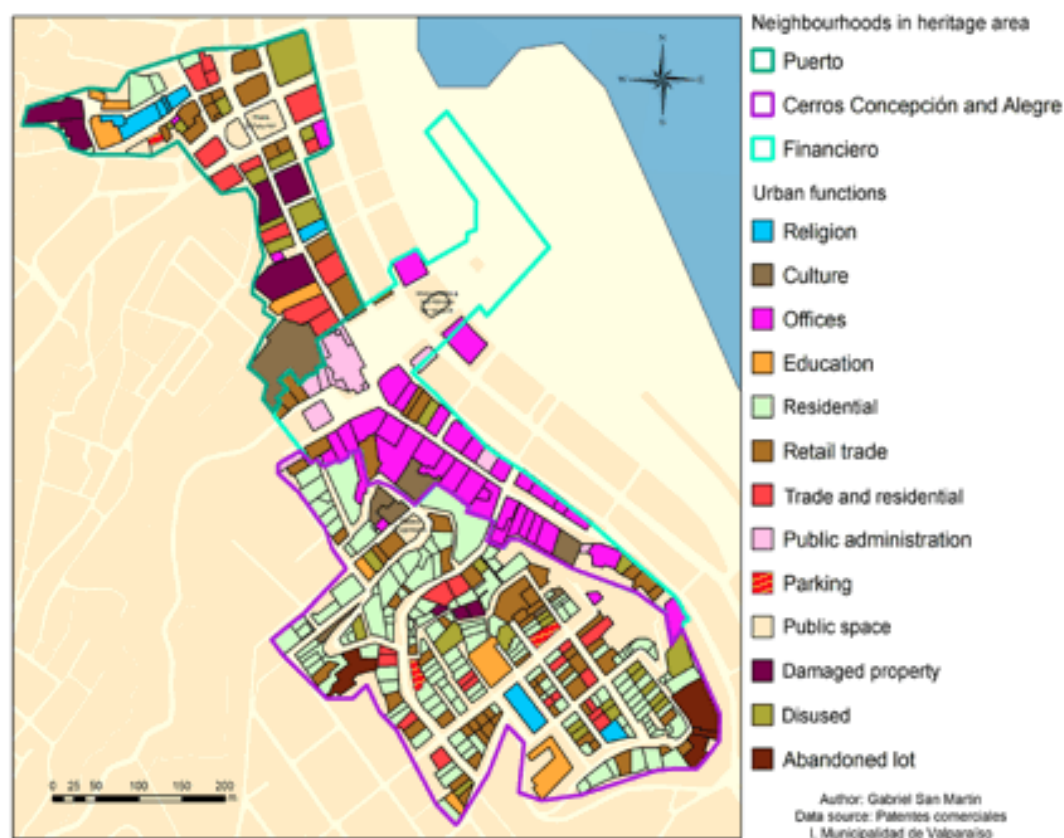 Neighbourhoods in heritage area
Puerto
Cerros Concepción and Alegre
Financiero
Urban functions
Religion
Culture
Offices
Education
Residential
Retail trade
Trade and residential
Public administration
Parking
Public space
Damaged property
Disused
Abandoned lot
Author: Gabriel San Martin
Data source: Patentes comerciales
I. Municipalidad de Valparaíso
N
W E
S
0 25 50 100 150 200